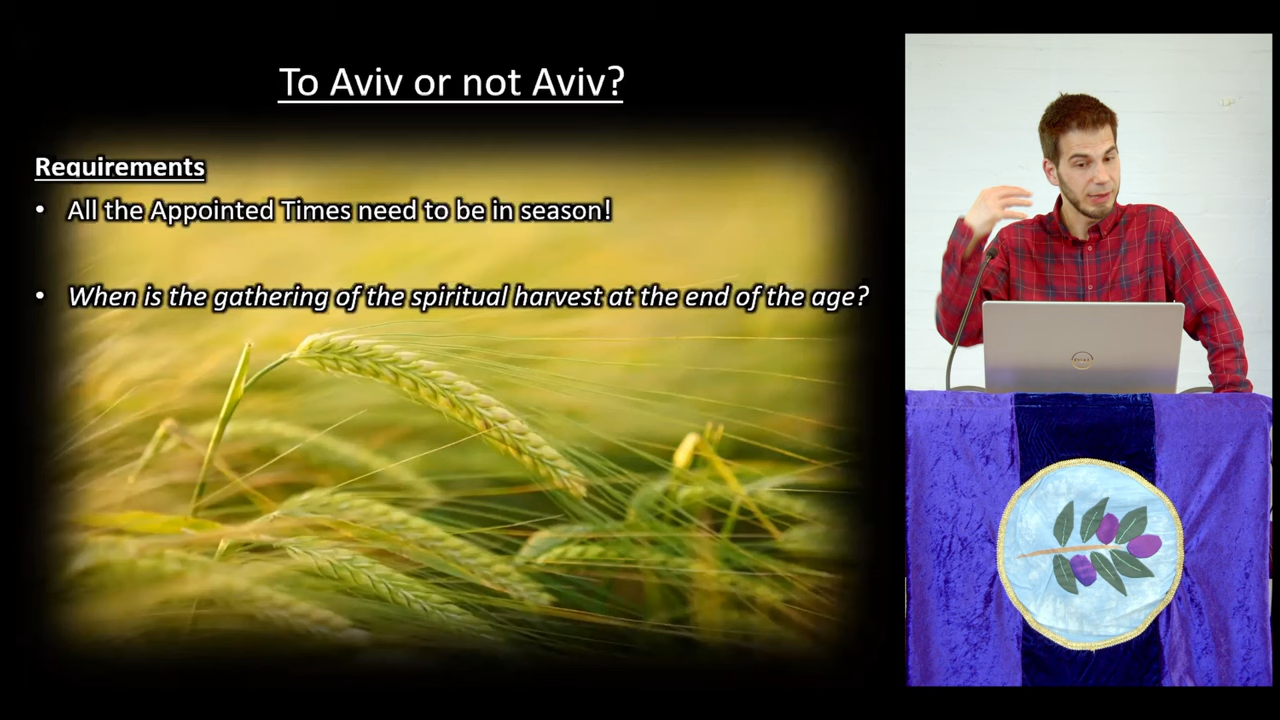 To Aviv or not Aviv?
Requirements
• All the Appointed Times need to be in season!
• When is the gathering of the spiritual harvest at the end of the age?
DELL